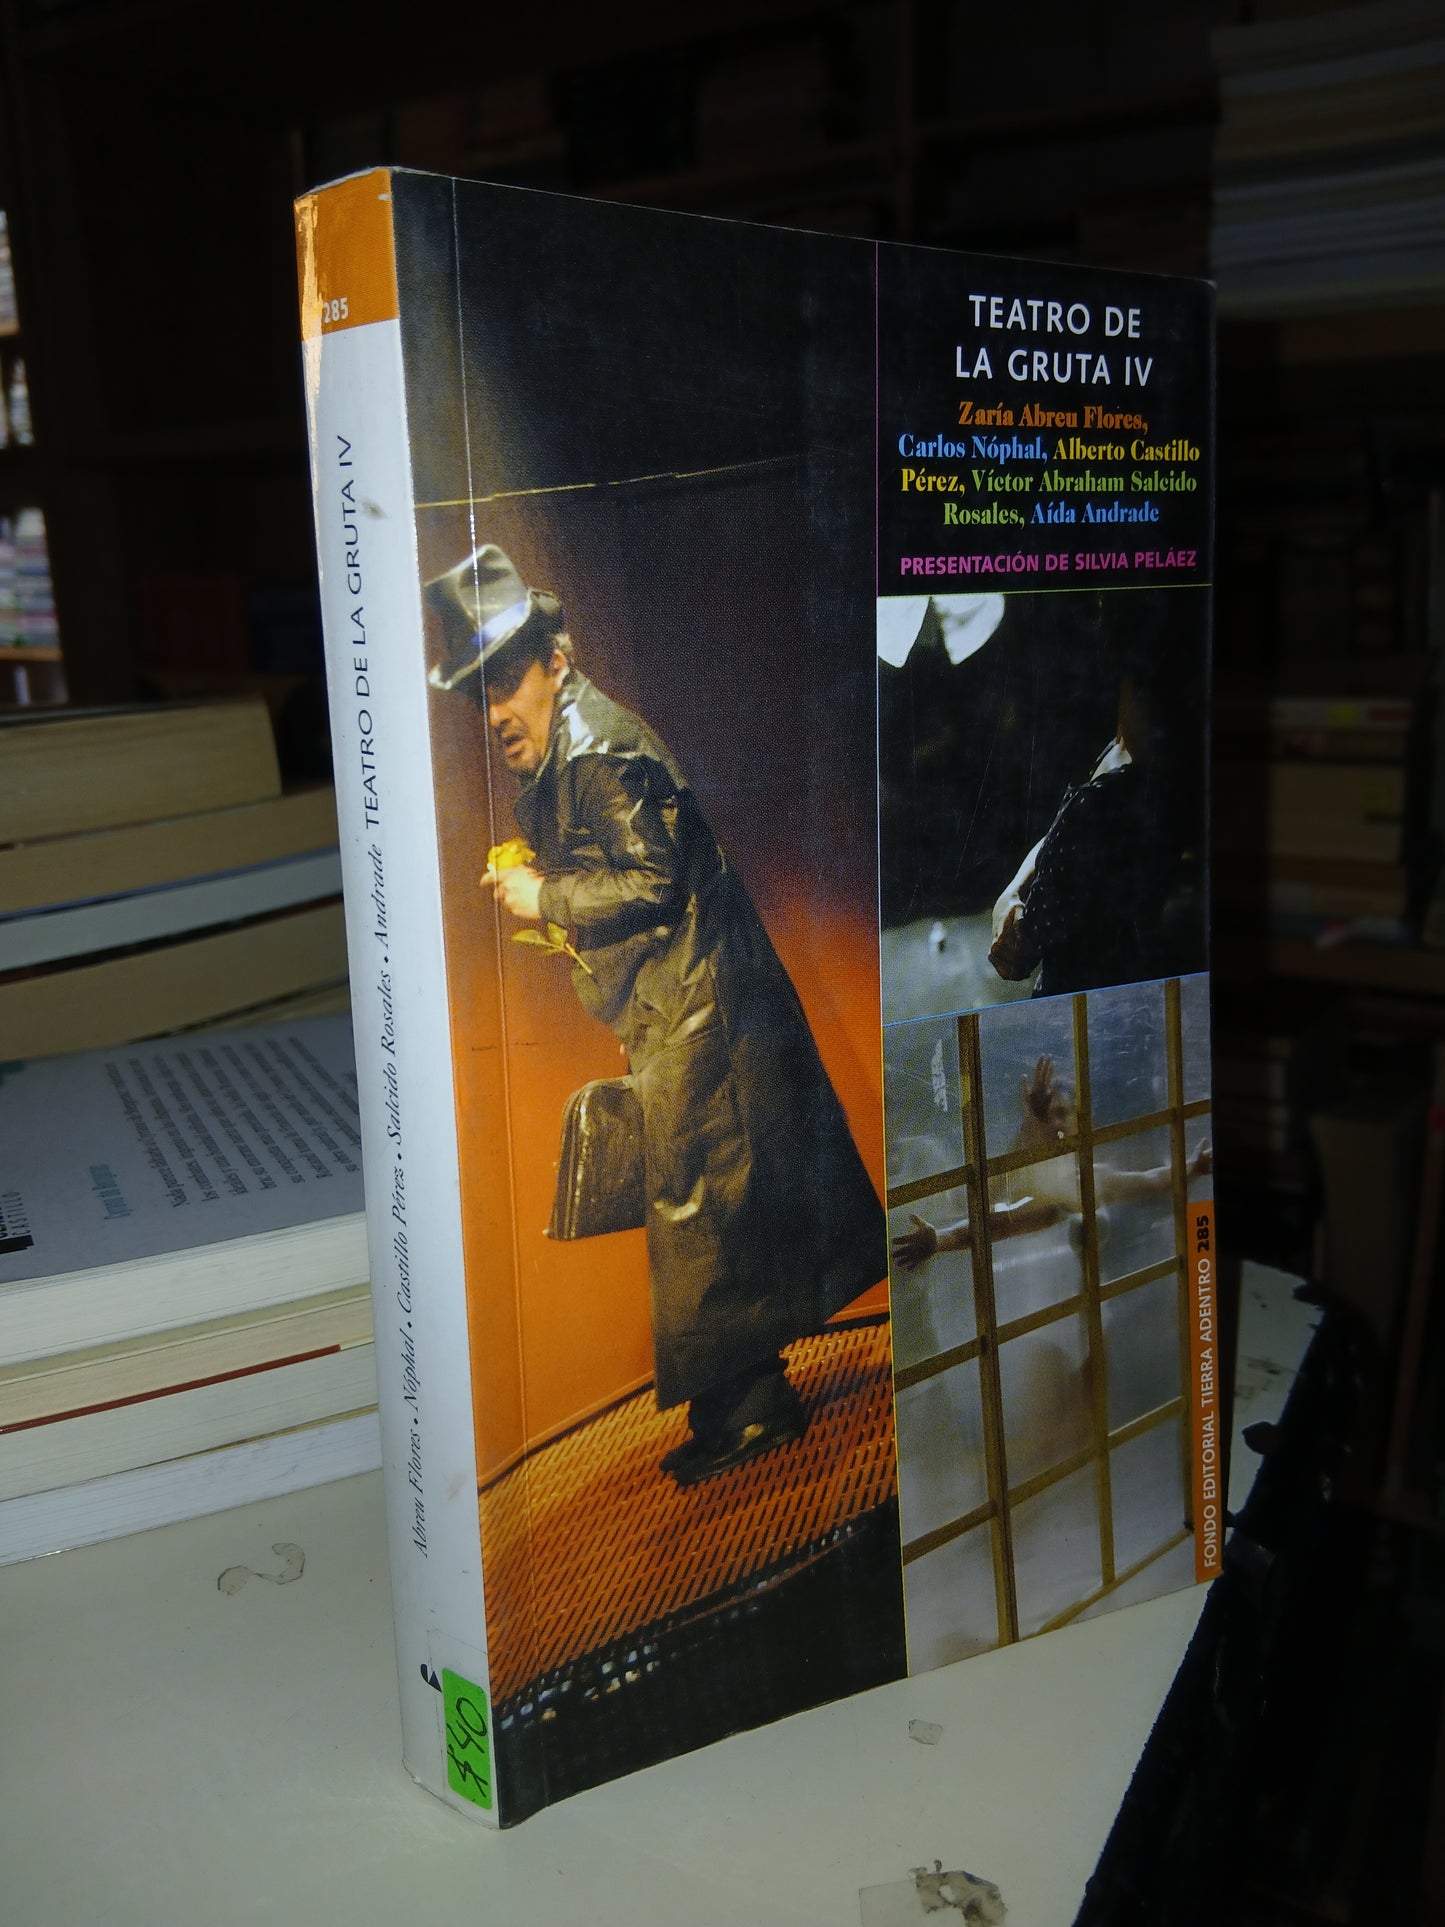 TEATRO DE
LA GRUTA IV
Zaría Abreu Flores,
Carlos Nóphal, Alberto Castillo
Pérez, Víctor Abraham Salcido
Rosales, Aída Andrade
PRESENTACIÓN DE SILVIA PELÁEZ
FONDO EDITORIAL TIERRA ADENTRO 285
285
Abreu Flores • Nóphal • Castillo Pérez • Salcido Rosales • Andrade TEATRO DE LA GRUTA IV
$40
CASTILLO